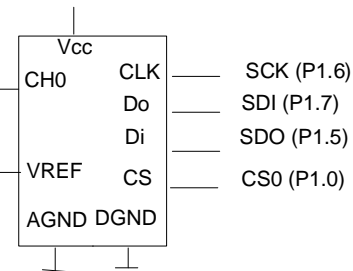 Vcc
CH0 CLK SCK (P1.6)
Do SDI (P1.7)
Di SDO (P1.5)
VREF CS CS0 (P1.0)
AGND DGND